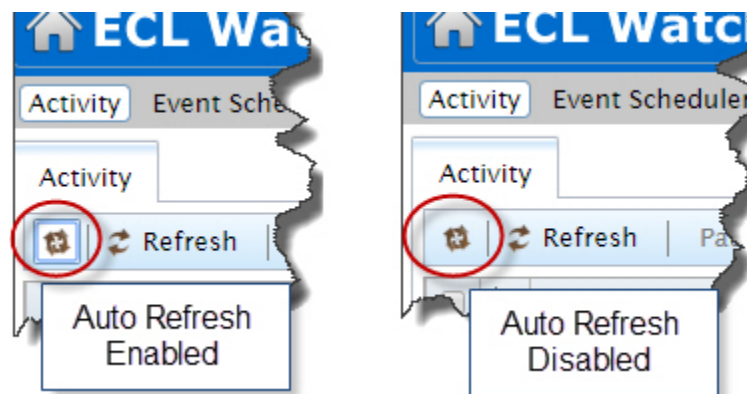 ECL Wat
Activity Event Sche
Activity
Refresh
Auto Refresh
Enabled
ECL Watc
Activity Event Scheduler
Activity
Refresh Pa
Auto Refresh
Disabled